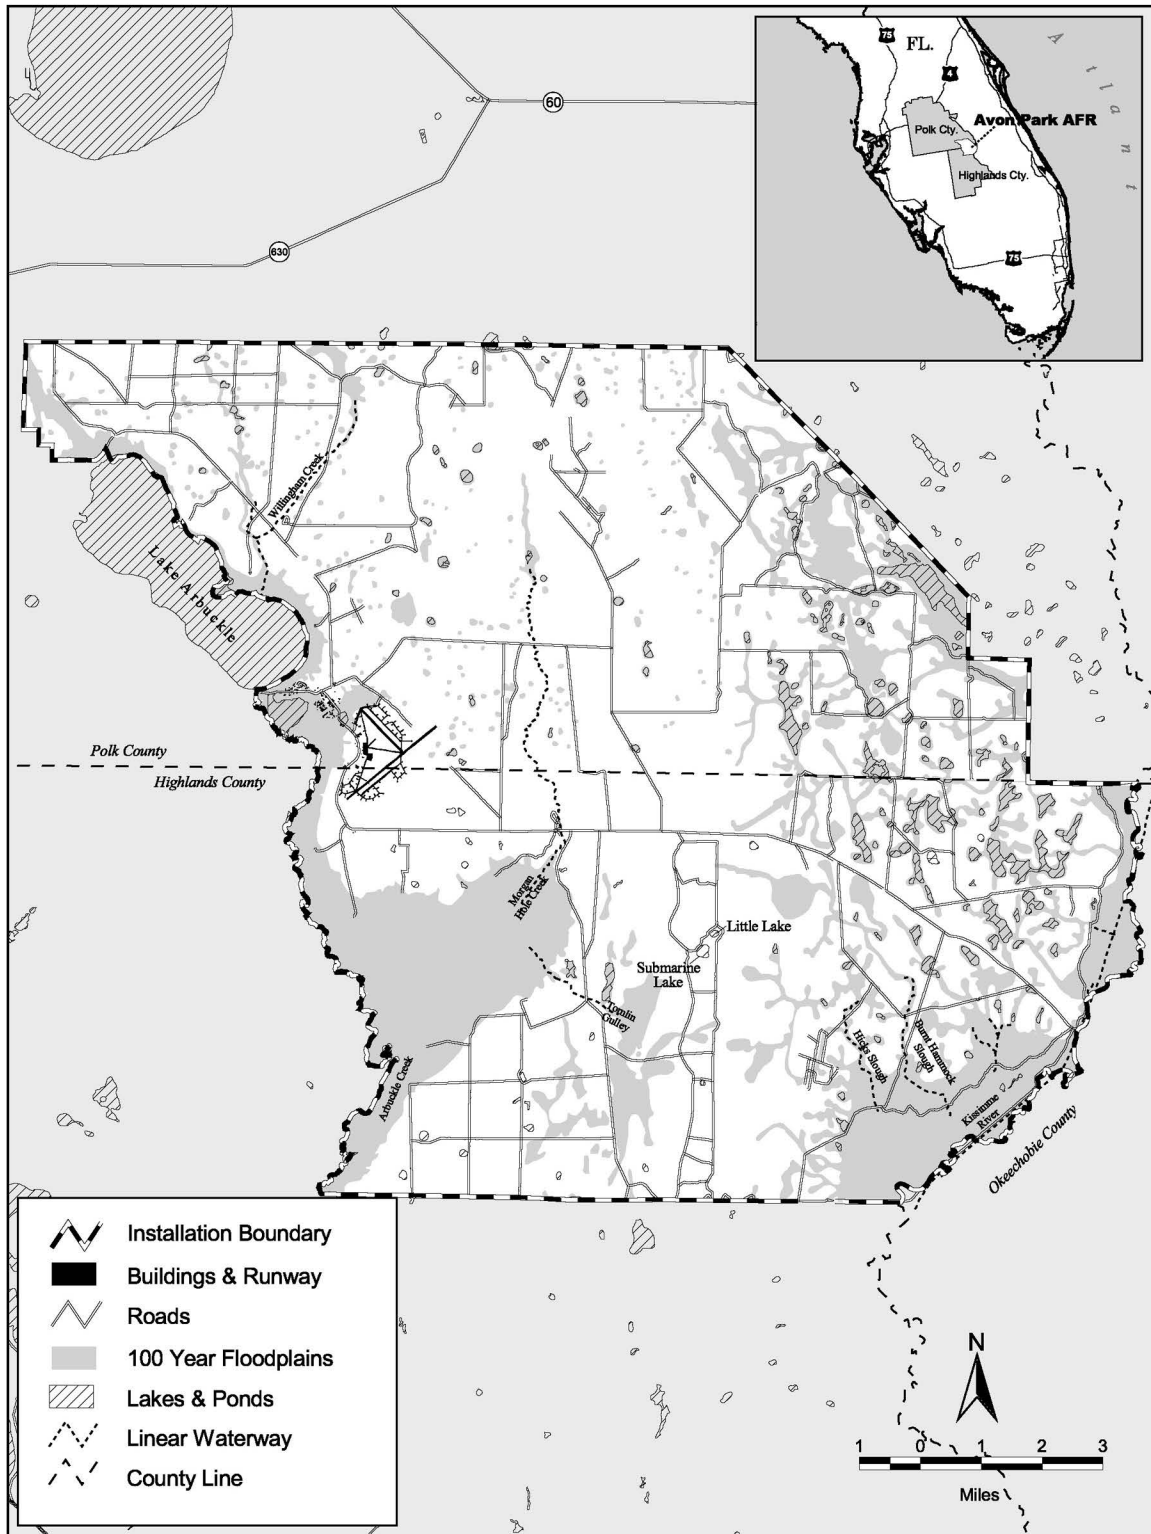 75
FL.
4
Atlant
Avon Park AFR
Polk Cty.
Highlands Cty.
75
60
630
Willingham Creek
Lake Arbuckle
Polk County
Highlands County
Morgan
Hole Creek
Little Lake
Submarine
Lake
Tomlin
Gulley
Hicks Slough
Burnt Hammock
Slough
Arbuckle Creek
Kissimme
River
Okeechobie County
Installation Boundary
Buildings & Runway
Roads
100 Year Floodplains
Lakes & Ponds
Linear Waterway
County Line
N
1 0 1 2 3
Miles